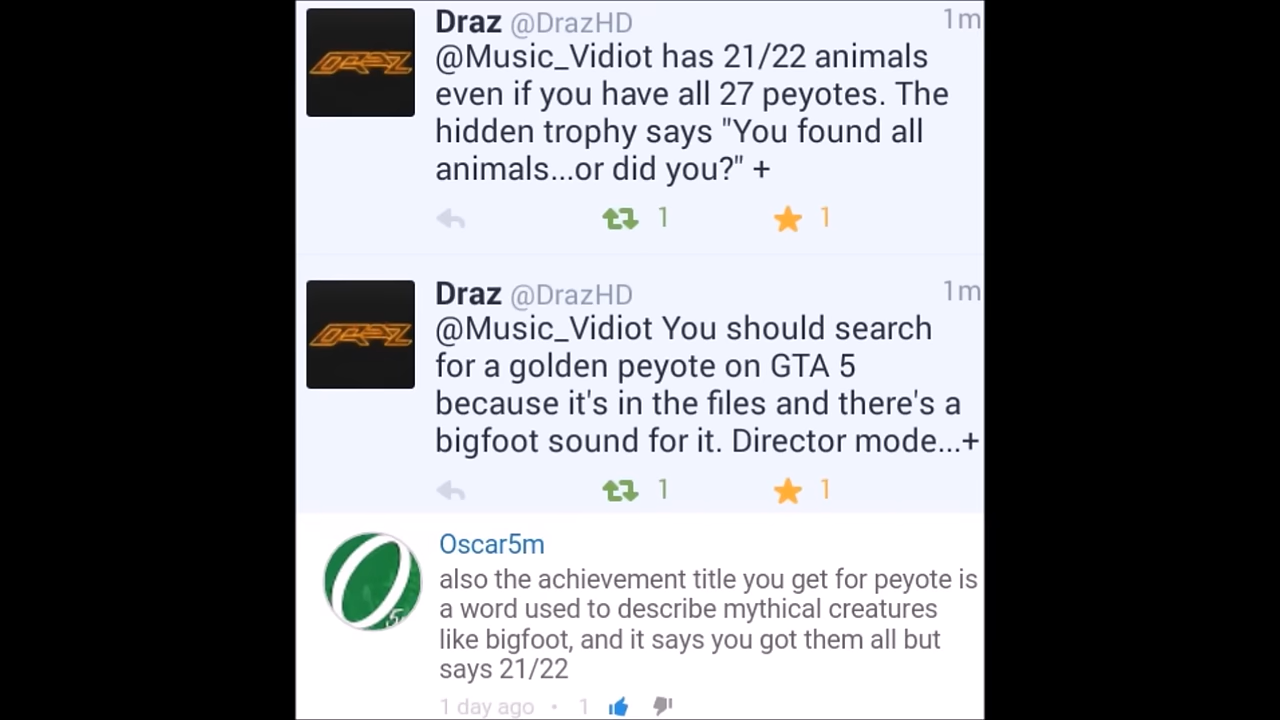 Draz @DrazHD 1m
@Music_Vidiot has 21/22 animals
even if you have all 27 peyotes. The
hidden trophy says "You found all
animals...or did you?" +
1 1
Draz @DrazHD 1m
@Music_Vidiot You should search
for a golden peyote on GTA 5
because it's in the files and there's a
bigfoot sound for it. Director mode...+
1 1
Oscar5m
also the achievement title you get for peyote is
a word used to describe mythical creatures
like bigfoot, and it says you got them all but
says 21/22
1 day ago • 1